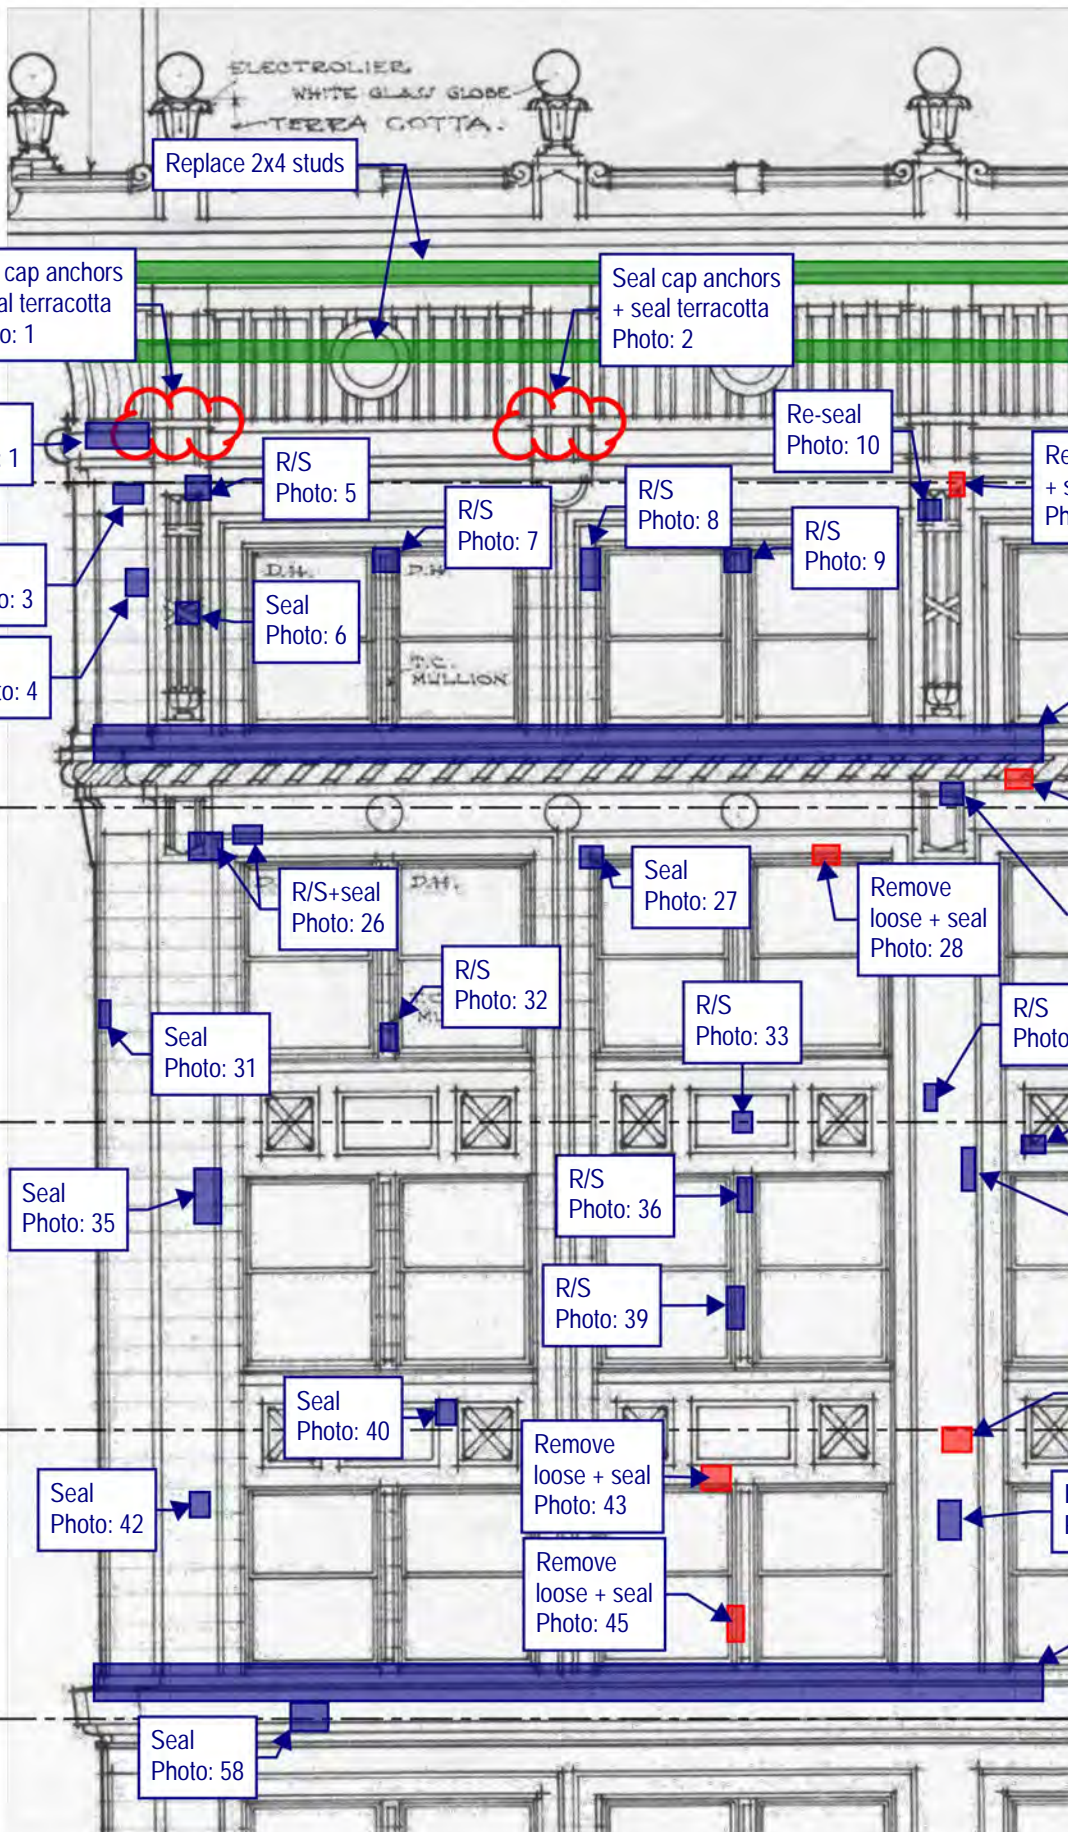 ELECTROLIER
WHITE GLASS GLOBE
TERRA COTTA.
Replace 2x4 studs
cap anchors
al terracotta
o: 1
Seal cap anchors
+ seal terracotta
Photo: 2
1
Re-seal
Photo: 10
R/S
Photo: 5
R/S
Photo: 7
R/S
Photo: 8
R/S
Photo: 9
Re
+ s
Ph
o: 3
D.H.
D.H.
Seal
Photo: 6
to: 4
T.C.
MULLION
R/S+seal
Photo: 26
D.H.
Seal
Photo: 27
Remove
loose + seal
Photo: 28
R/S
Photo: 32
Seal
Photo: 31
R/S
Photo: 33
R/S
Photo
Seal
Photo: 35
R/S
Photo: 36
R/S
Photo: 39
Seal
Photo: 40
Remove
loose + seal
Photo: 43
Seal
Photo: 42
Remove
loose + seal
Photo: 45
Seal
Photo: 58